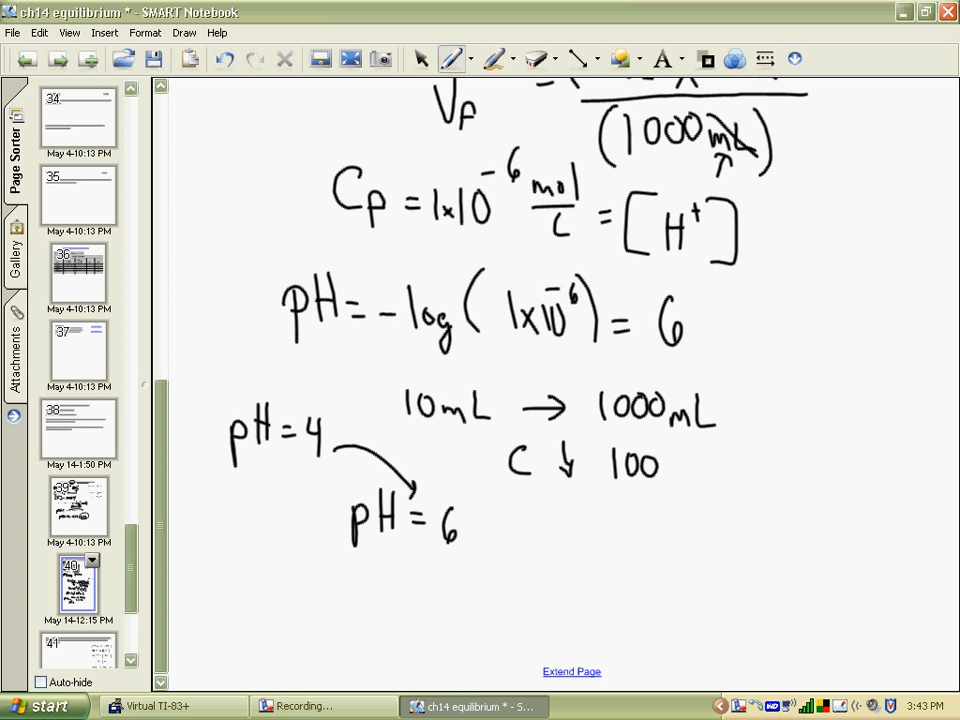 ch14 equilibrium * - SMART Notebook
File Edit View Insert Format Draw Help
Page Sorter
Gallery
Attachments
34
May 4-10:13 PM
35
May 4-10:13 PM
36
May 4-10:13 PM
37
May 4-10:13 PM
38
May 14-1:50 PM
39
May 4-10:13 PM
40
May 14-12:15 PM
41
Auto-hide
V_f =
(1000 mL)
C_p = 1x10⁻⁶ mol/L = [H⁺]
pH = -log(1x10⁻⁶) = 6
10mL → 1000mL
pH = 4
C ↓ 100
pH = 6
Extend Page
start Virtual TI-83+ Recording... ch14 equilibrium * - S... 3:43 PM